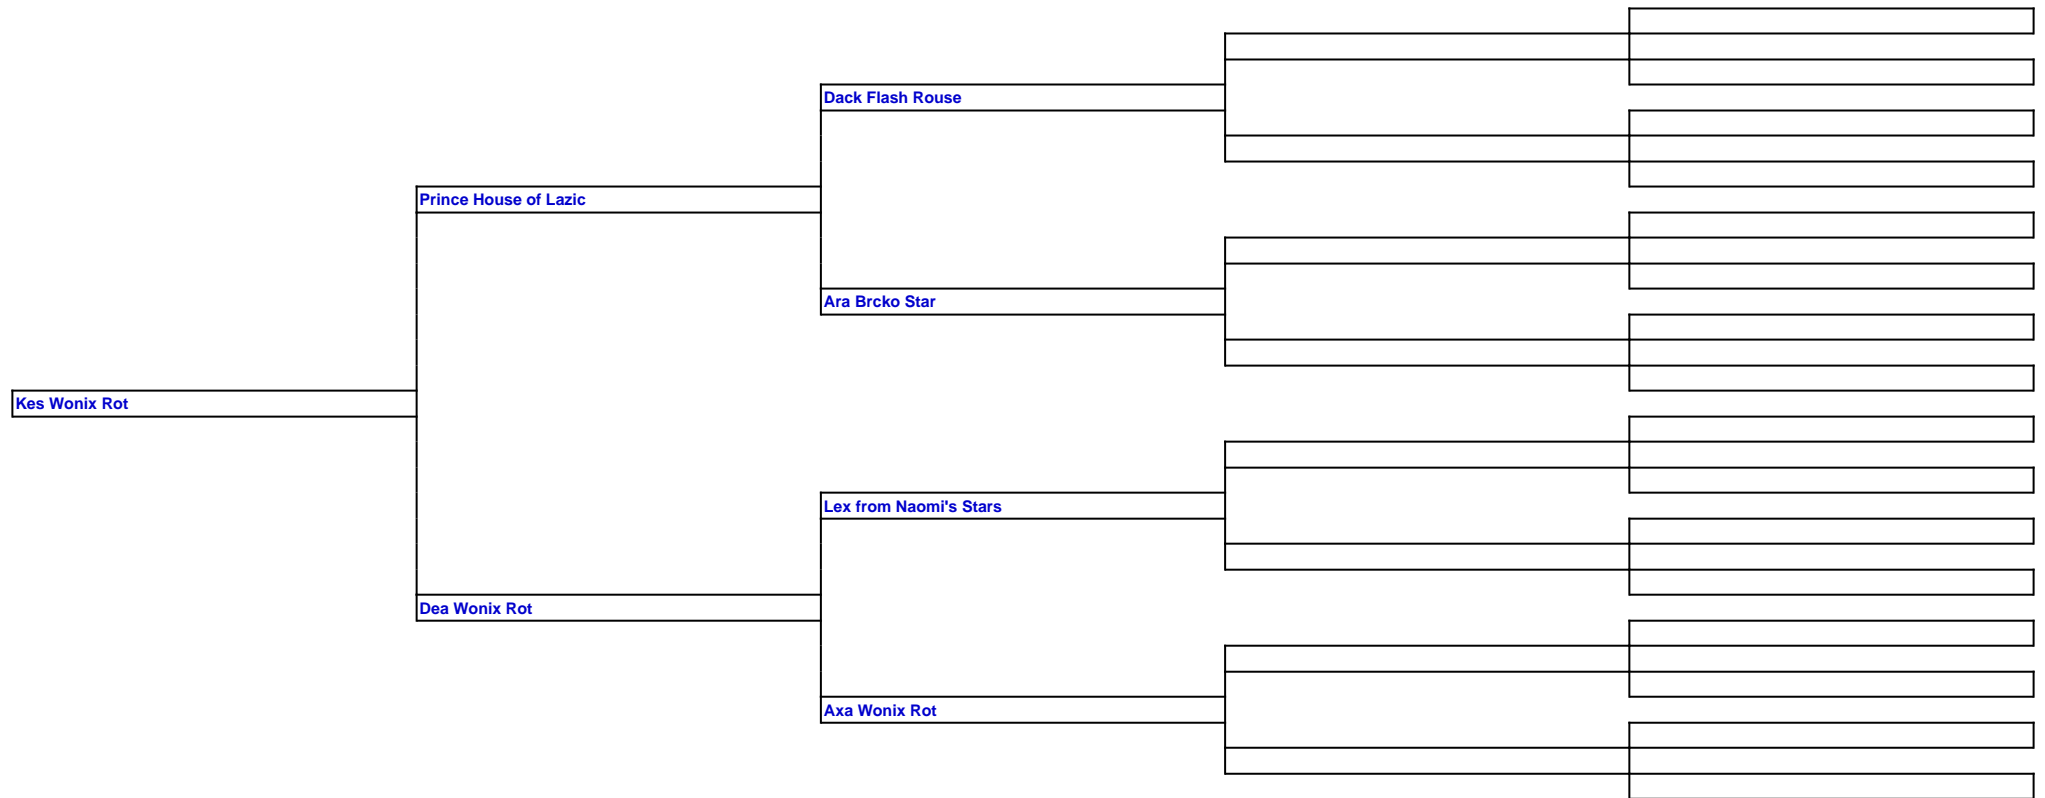 Dack Flash Rouse
Prince House of Lazic
Ara Brcko Star
Kes Wonix Rot
Lex from Naomi's Stars
Dea Wonix Rot
Axa Wonix Rot